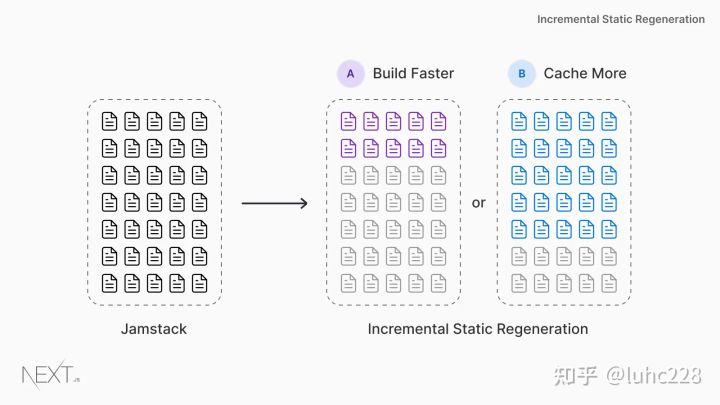 Incremental Static Regeneration
A Build Faster
B Cache More
or
Jamstack
Incremental Static Regeneration
NEXT.JS
知乎 @luhc228